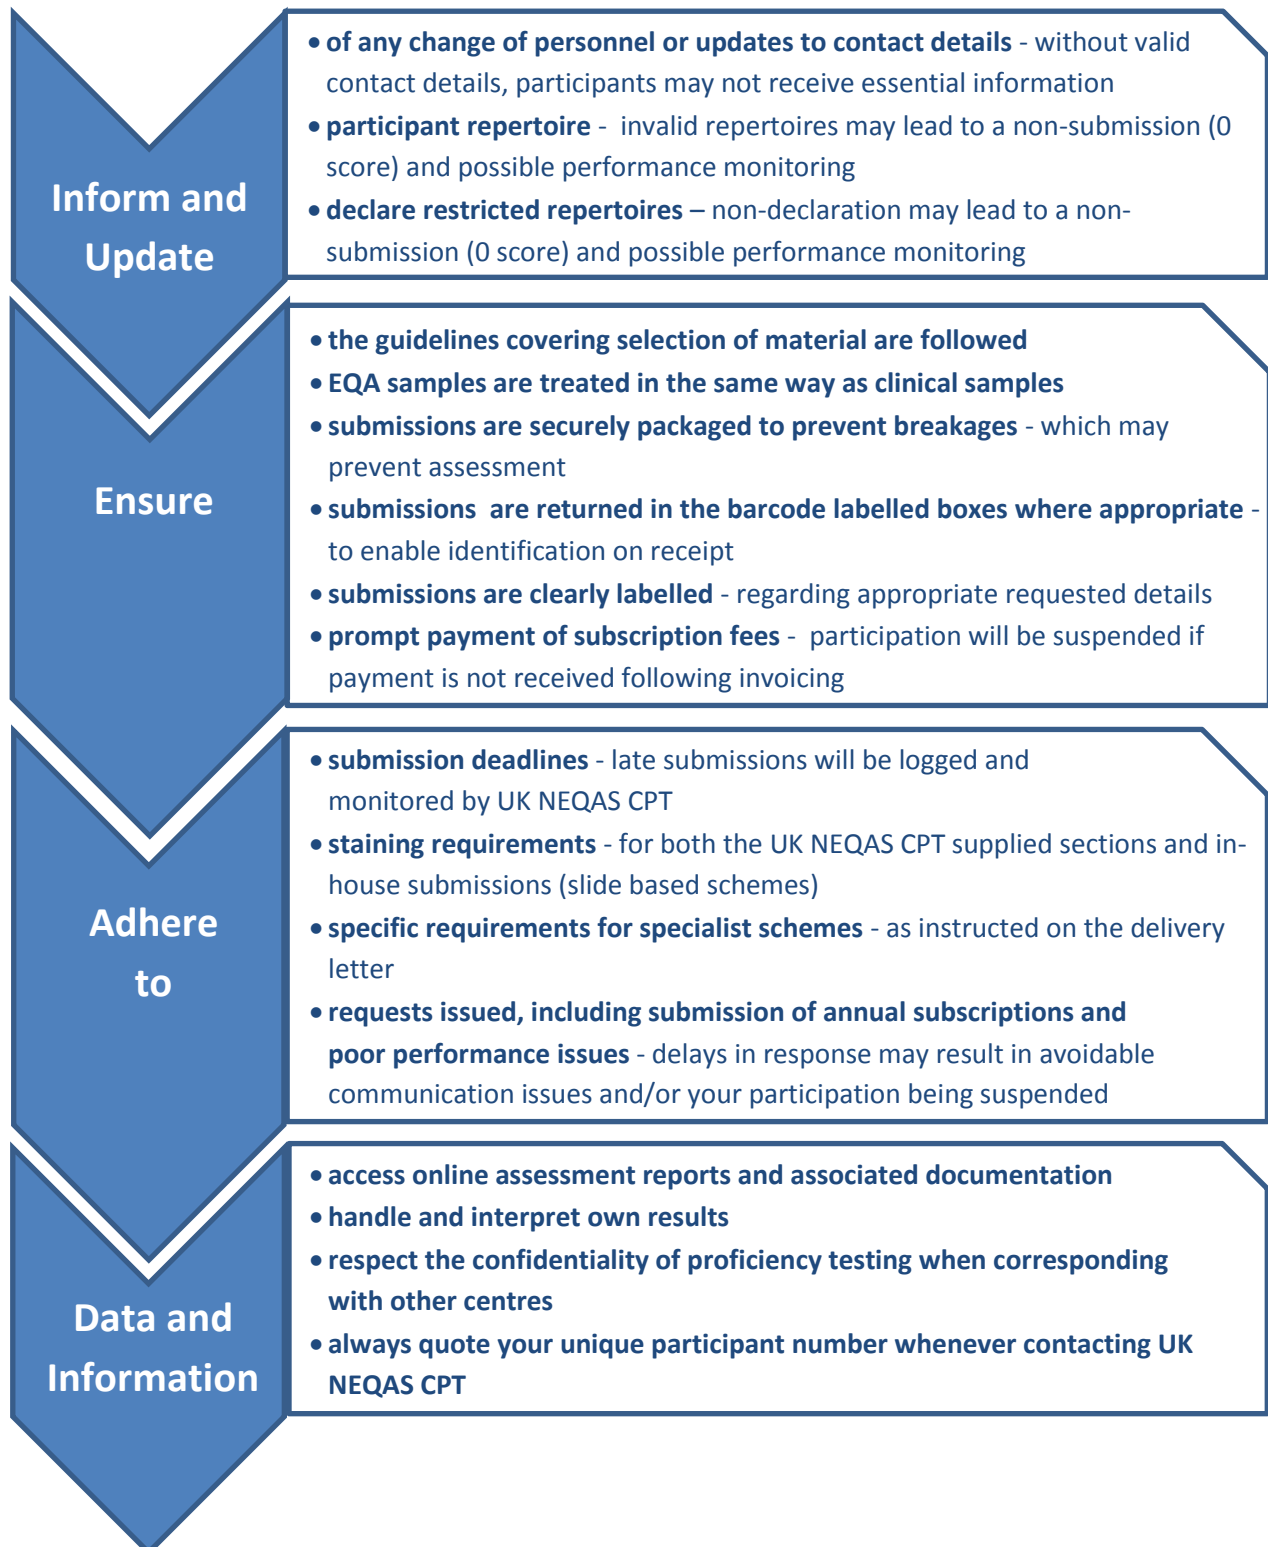 Inform and
Update
• of any change of personnel or updates to contact details - without valid
contact details, participants may not receive essential information
• participant repertoire -  invalid repertoires may lead to a non-submission (0
score) and possible performance monitoring
• declare restricted repertoires – non-declaration may lead to a non-
submission (0 score) and possible performance monitoring
Ensure
• the guidelines covering selection of material are followed
• EQA samples are treated in the same way as clinical samples
• submissions are securely packaged to prevent breakages - which may
prevent assessment
• submissions  are returned in the barcode labelled boxes where appropriate -
to enable identification on receipt
• submissions are clearly labelled - regarding appropriate requested details
• prompt payment of subscription fees -  participation will be suspended if
payment is not received following invoicing
Adhere
to
• submission deadlines - late submissions will be logged and
monitored by UK NEQAS CPT
• staining requirements - for both the UK NEQAS CPT supplied sections and in-
house submissions (slide based schemes)
• specific requirements for specialist schemes - as instructed on the delivery
letter
• requests issued, including submission of annual subscriptions and
poor performance issues - delays in response may result in avoidable
communication issues and/or your participation being suspended
Data and
Information
• access online assessment reports and associated documentation
• handle and interpret own results
• respect the confidentiality of proficiency testing when corresponding
with other centres
• always quote your unique participant number whenever contacting UK
NEQAS CPT